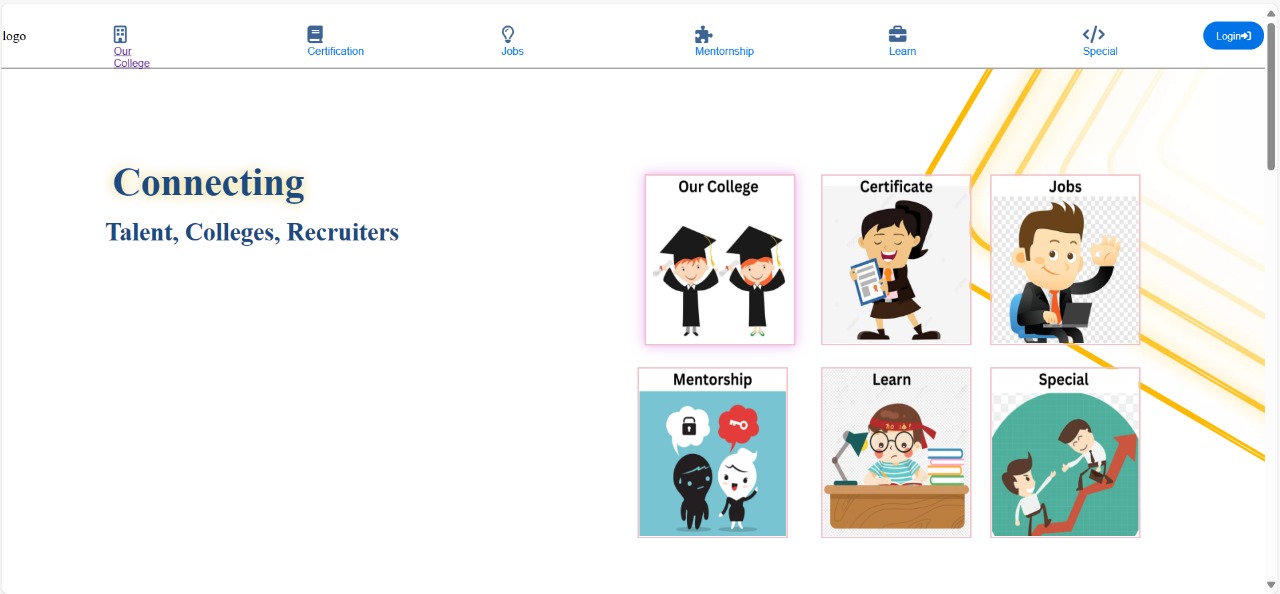 logo
Our
College
Certification
Jobs
Mentornship
Learn
Special
Login
Connecting
Talent, Colleges, Recruiters
Our College
Certificate
Jobs
Mentorship
Learn
Special